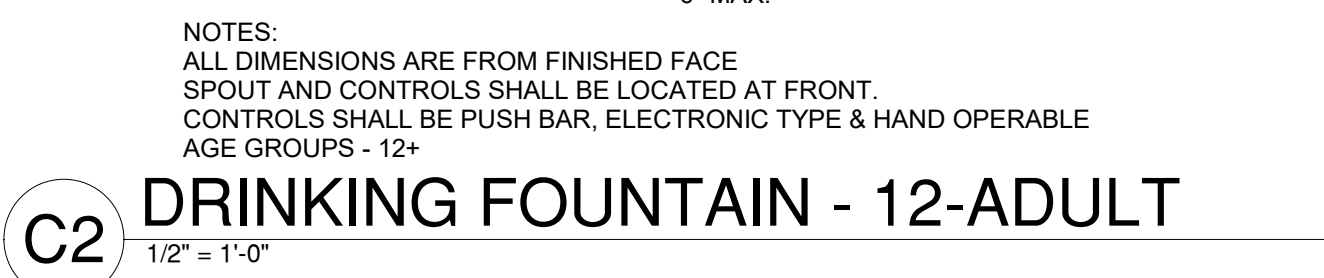 MAX.
NOTES:
ALL DIMENSIONS ARE FROM FINISHED FACE
SPOUT AND CONTROLS SHALL BE LOCATED AT FRONT.
CONTROLS SHALL BE PUSH BAR, ELECTRONIC TYPE & HAND OPERABLE
AGE GROUPS - 12+
C2 DRINKING FOUNTAIN - 12-ADULT
1/2" = 1'-0"